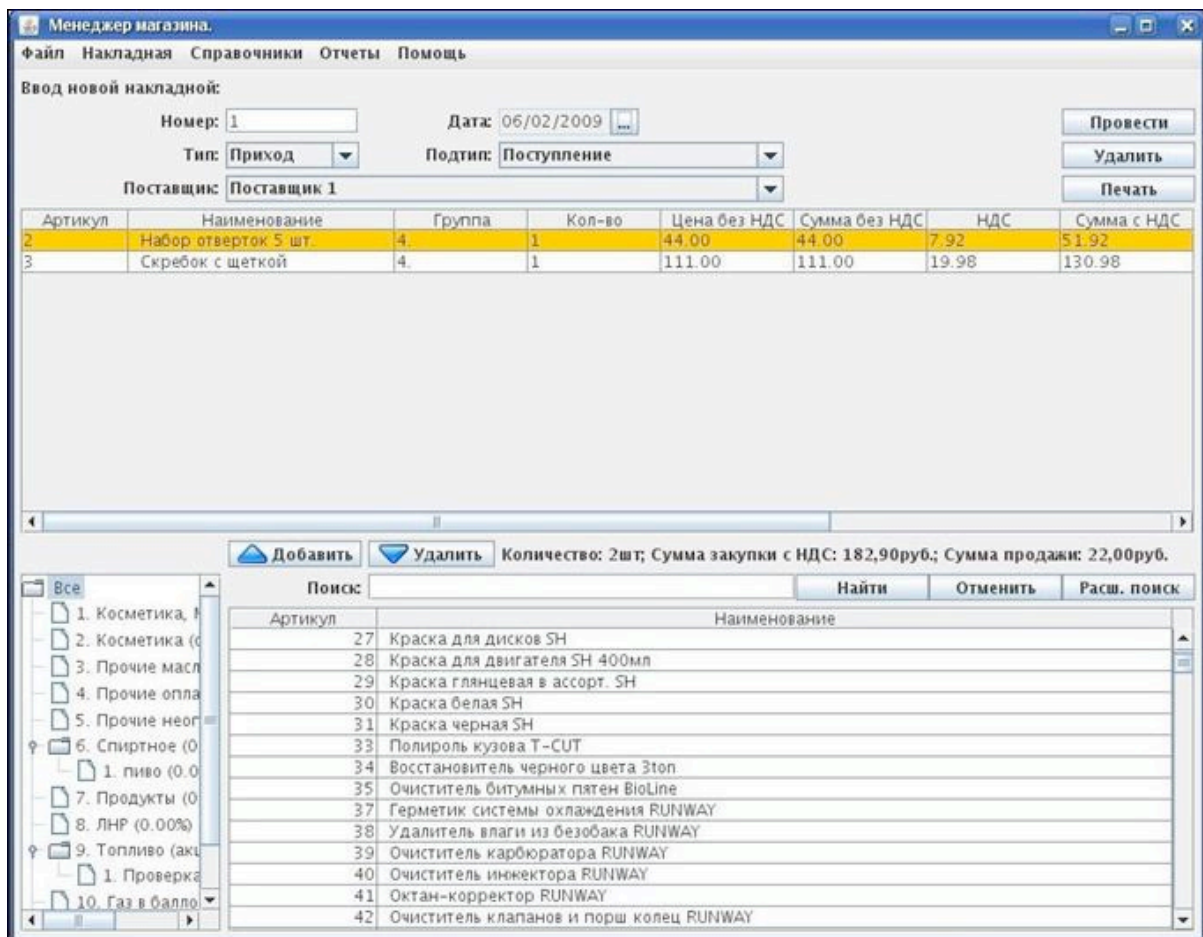 Менеджер магазина.
Файл Накладная Справочники Отчеты Помощь
Ввод новой накладной:
Номер: 1 Дата: 06/02/2009 ... Провести
Тип: Приход Подтип: Поступление Удалить
Поставщик: Поставщик 1 Печать
Артикул Наименование Группа Кол-во Цена без НДС Сумма без НДС НДС Сумма с НДС
2 Набор отверток 5 шт. 4. 1 44.00 44.00 7.92 51.92
3 Скребок с щеткой 4. 1 111.00 111.00 19.98 130.98
Добавить Удалить Количество: 2шт; Сумма закупки с НДС: 182,90руб.; Сумма продажи: 22,00руб.
Поиск: Найти Отменить Расш. поиск
Все
1. Косметика, М
2. Косметика (с
3. Прочие масл
4. Прочие опла
5. Прочие неоп
6. Спиртное (0
1. пиво (0.0
7. Продукты (0
8. ЛНР (0.00%)
9. Топливо (акц
1. Проверка
10. Газ в балло
Артикул Наименование
27 Краска для дисков SH
28 Краска для двигателя SH 400мл
29 Краска глянцевая в ассорт. SH
30 Краска белая SH
31 Краска черная SH
33 Полироль кузова T-CUT
34 Восстановитель черного цвета 3ton
35 Очиститель битумных пятен BioLine
37 Герметик системы охлаждения RUNWAY
38 Удалитель влаги из безобака RUNWAY
39 Очиститель карбюратора RUNWAY
40 Очиститель инжектора RUNWAY
41 Октан-корректор RUNWAY
42 Очиститель клапанов и порш колец RUNWAY